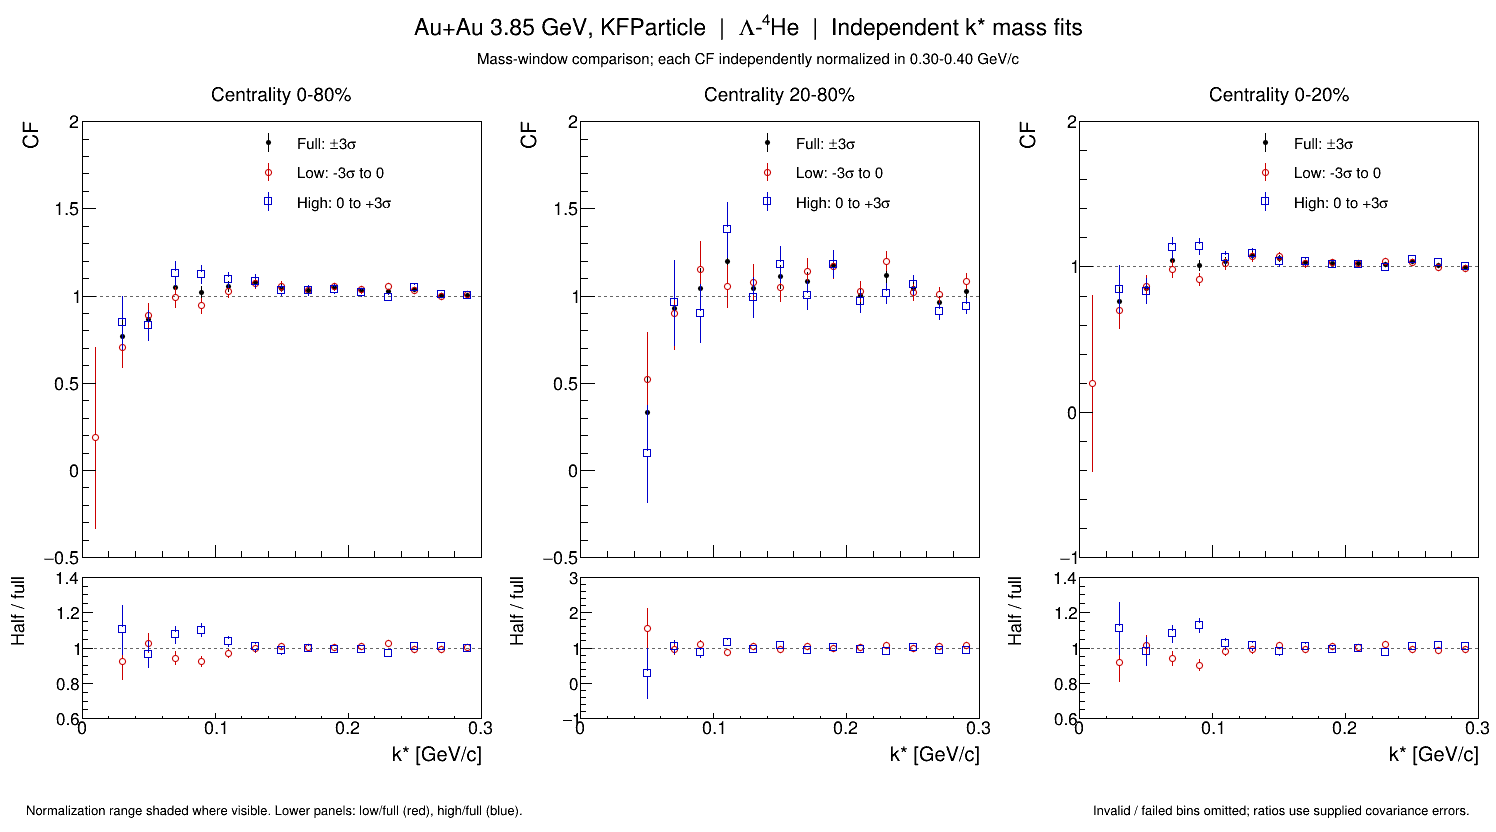 Au+Au 3.85 GeV, KFParticle | Λ-⁴He | Independent k* mass fits
Mass-window comparison; each CF independently normalized in 0.30-0.40 GeV/c
Centrality 0-80%
CF
2
1.5
1
0.5
0
−0.5
Full: ±3σ
Low: -3σ to 0
High: 0 to +3σ
Half / full
1.4
1.2
1
0.8
0.6
0
0.1
0.2
0.3
k* [GeV/c]
Centrality 20-80%
CF
2
1.5
1
0.5
0
−0.5
Full: ±3σ
Low: -3σ to 0
High: 0 to +3σ
Half / full
3
2
1
0
−1
0
0.1
0.2
0.3
k* [GeV/c]
Centrality 0-20%
CF
2
1
0
−1
Full: ±3σ
Low: -3σ to 0
High: 0 to +3σ
Half / full
1.4
1.2
1
0.8
0.6
0
0.1
0.2
0.3
k* [GeV/c]
Normalization range shaded where visible. Lower panels: low/full (red), high/full (blue).
Invalid / failed bins omitted; ratios use supplied covariance errors.